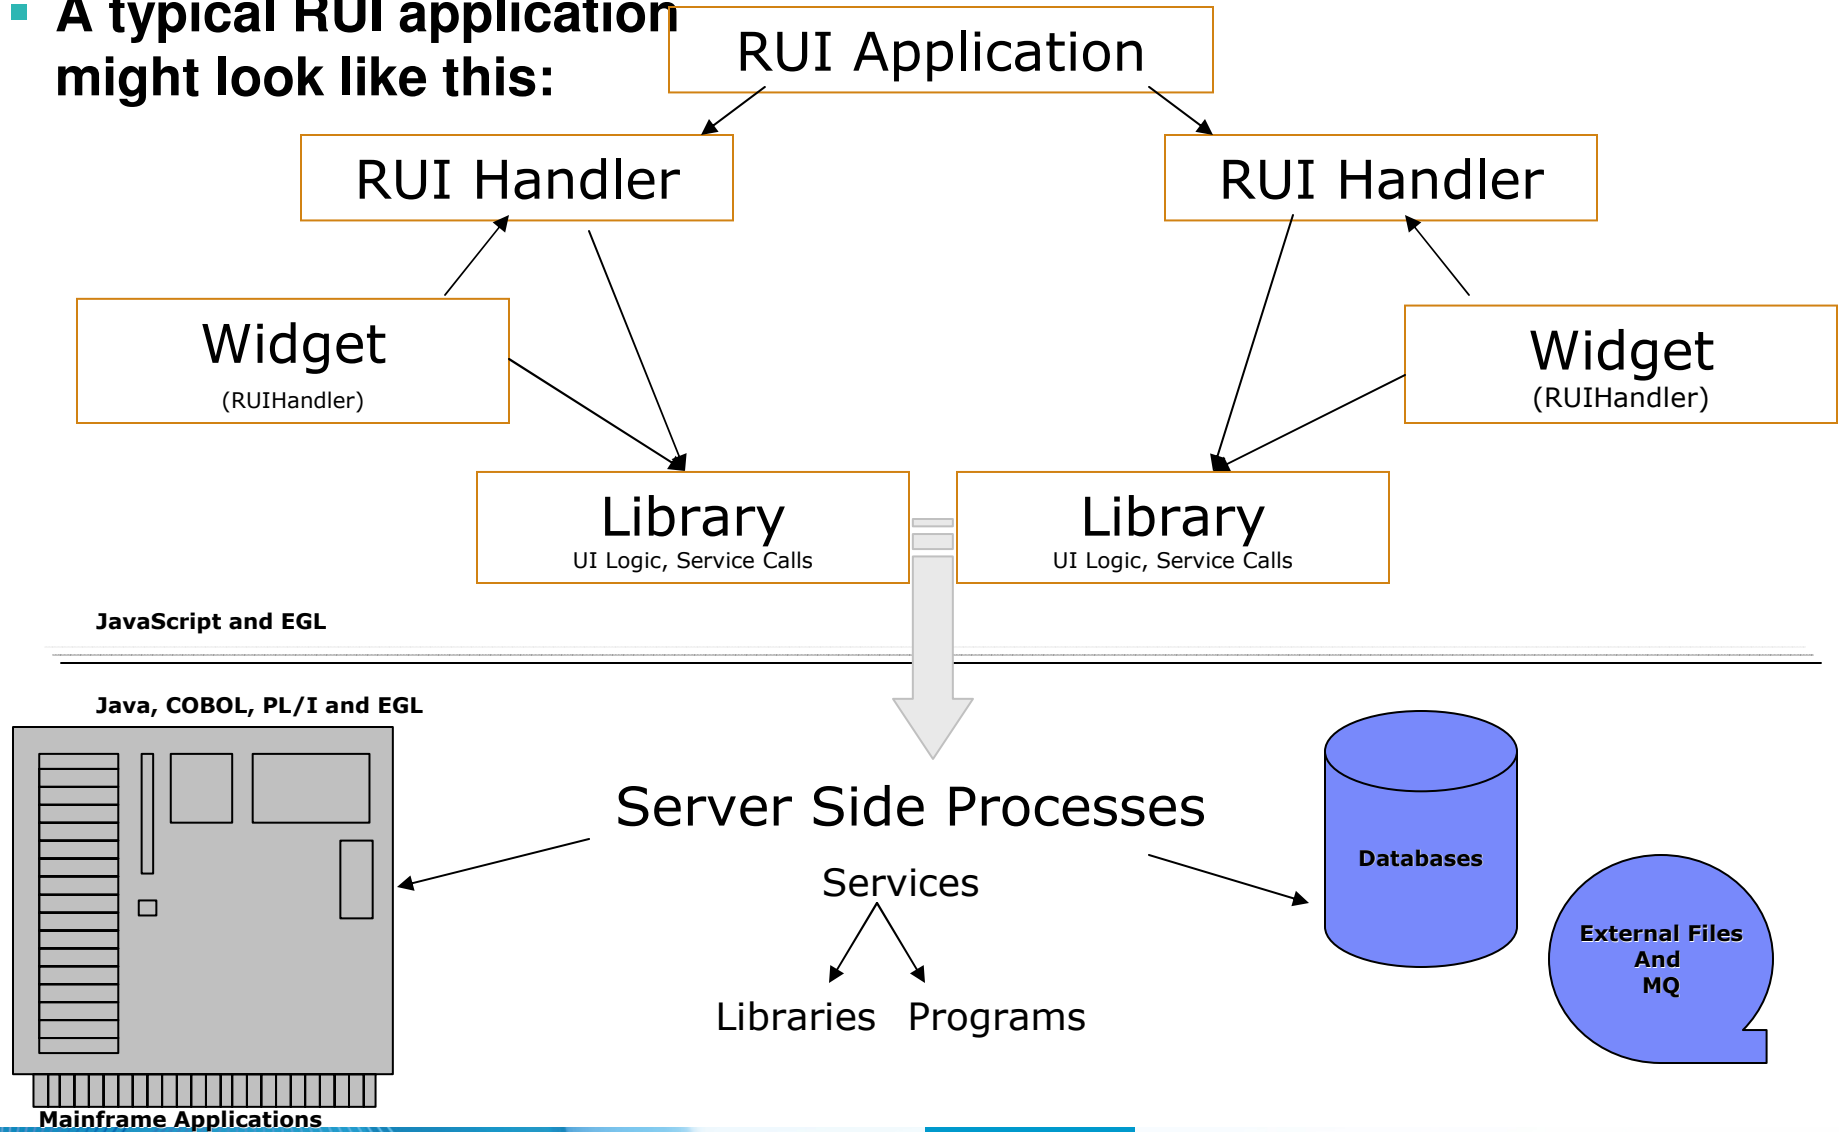 A typical RUI application
might look like this:
RUI Application
RUI Handler
RUI Handler
Widget
(RUIHandler)
Widget
(RUIHandler)
Library
UI Logic, Service Calls
Library
UI Logic, Service Calls
JavaScript and EGL
Java, COBOL, PL/I and EGL
Server Side Processes
Services
Libraries
Programs
Databases
External Files
And
MQ
Mainframe Applications